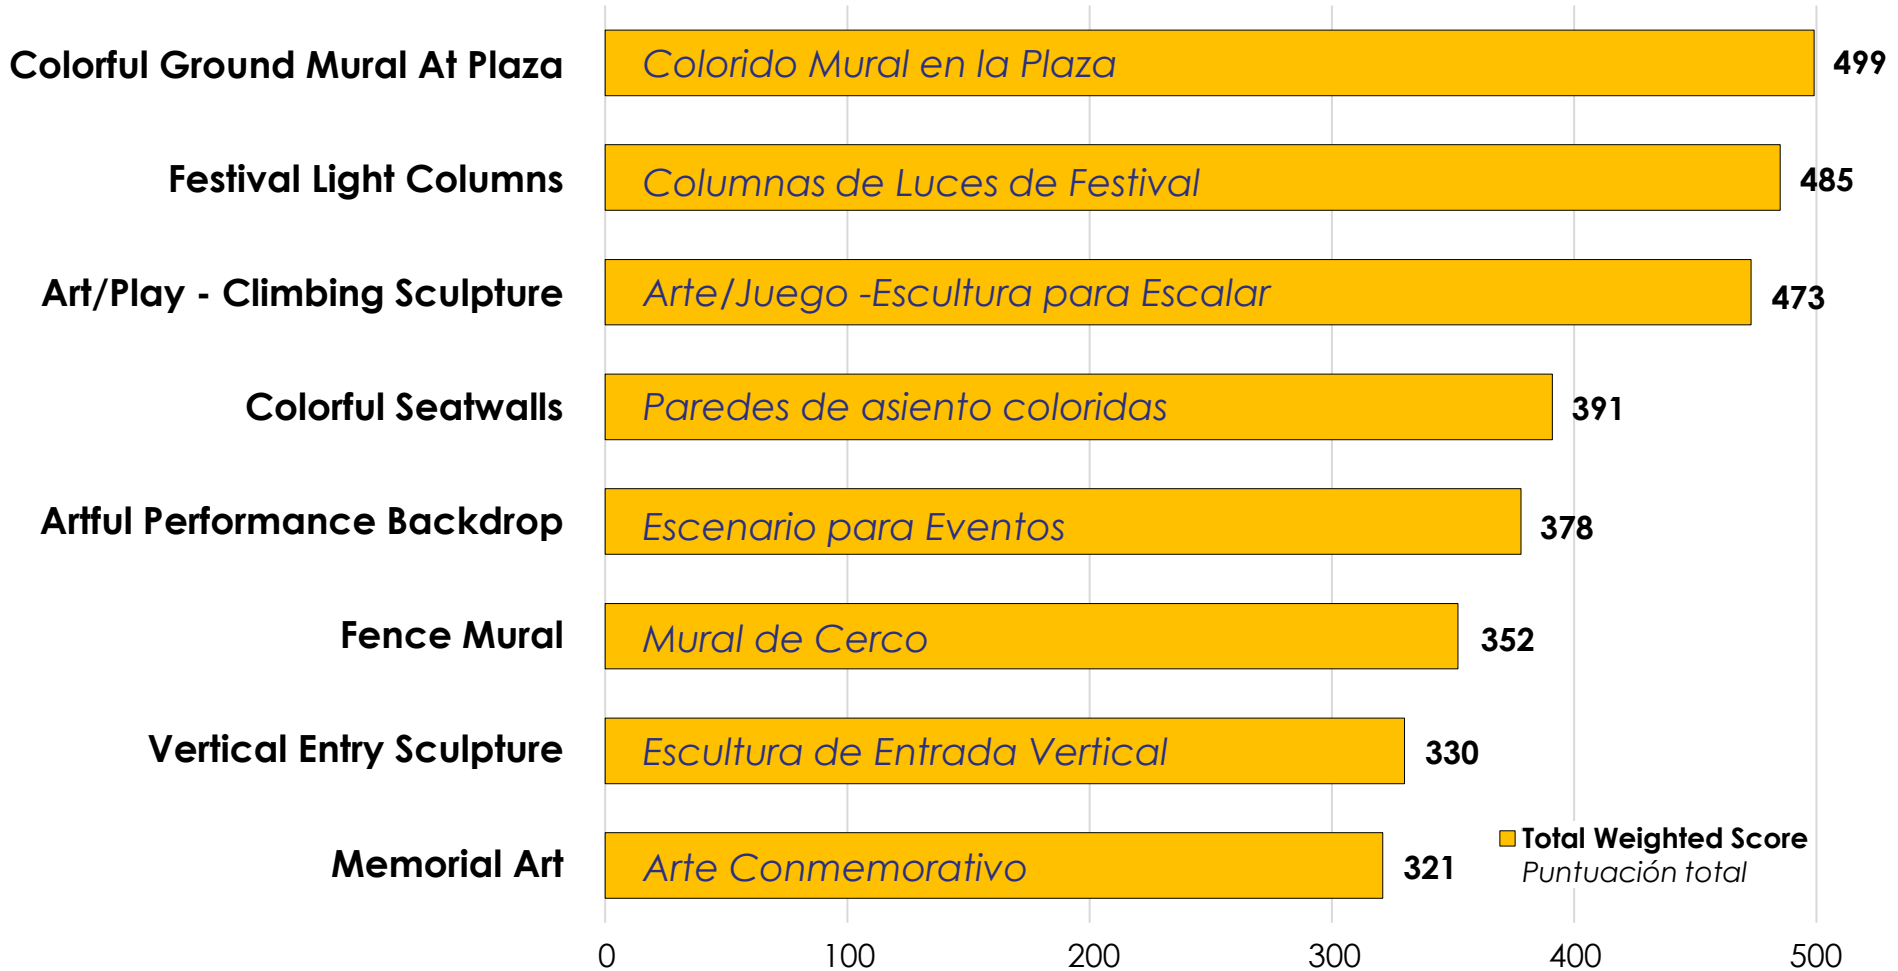 Colorful Ground Mural At Plaza
Colorido Mural en la Plaza
499
Festival Light Columns
Columnas de Luces de Festival
485
Art/Play - Climbing Sculpture
Arte/Juego -Escultura para Escalar
473
Colorful Seatwalls
Paredes de asiento coloridas
391
Artful Performance Backdrop
Escenario para Eventos
378
Fence Mural
Mural de Cerco
352
Vertical Entry Sculpture
Escultura de Entrada Vertical
330
Memorial Art
Arte Conmemorativo
321
Total Weighted Score
Puntuación total
0 100 200 300 400 500